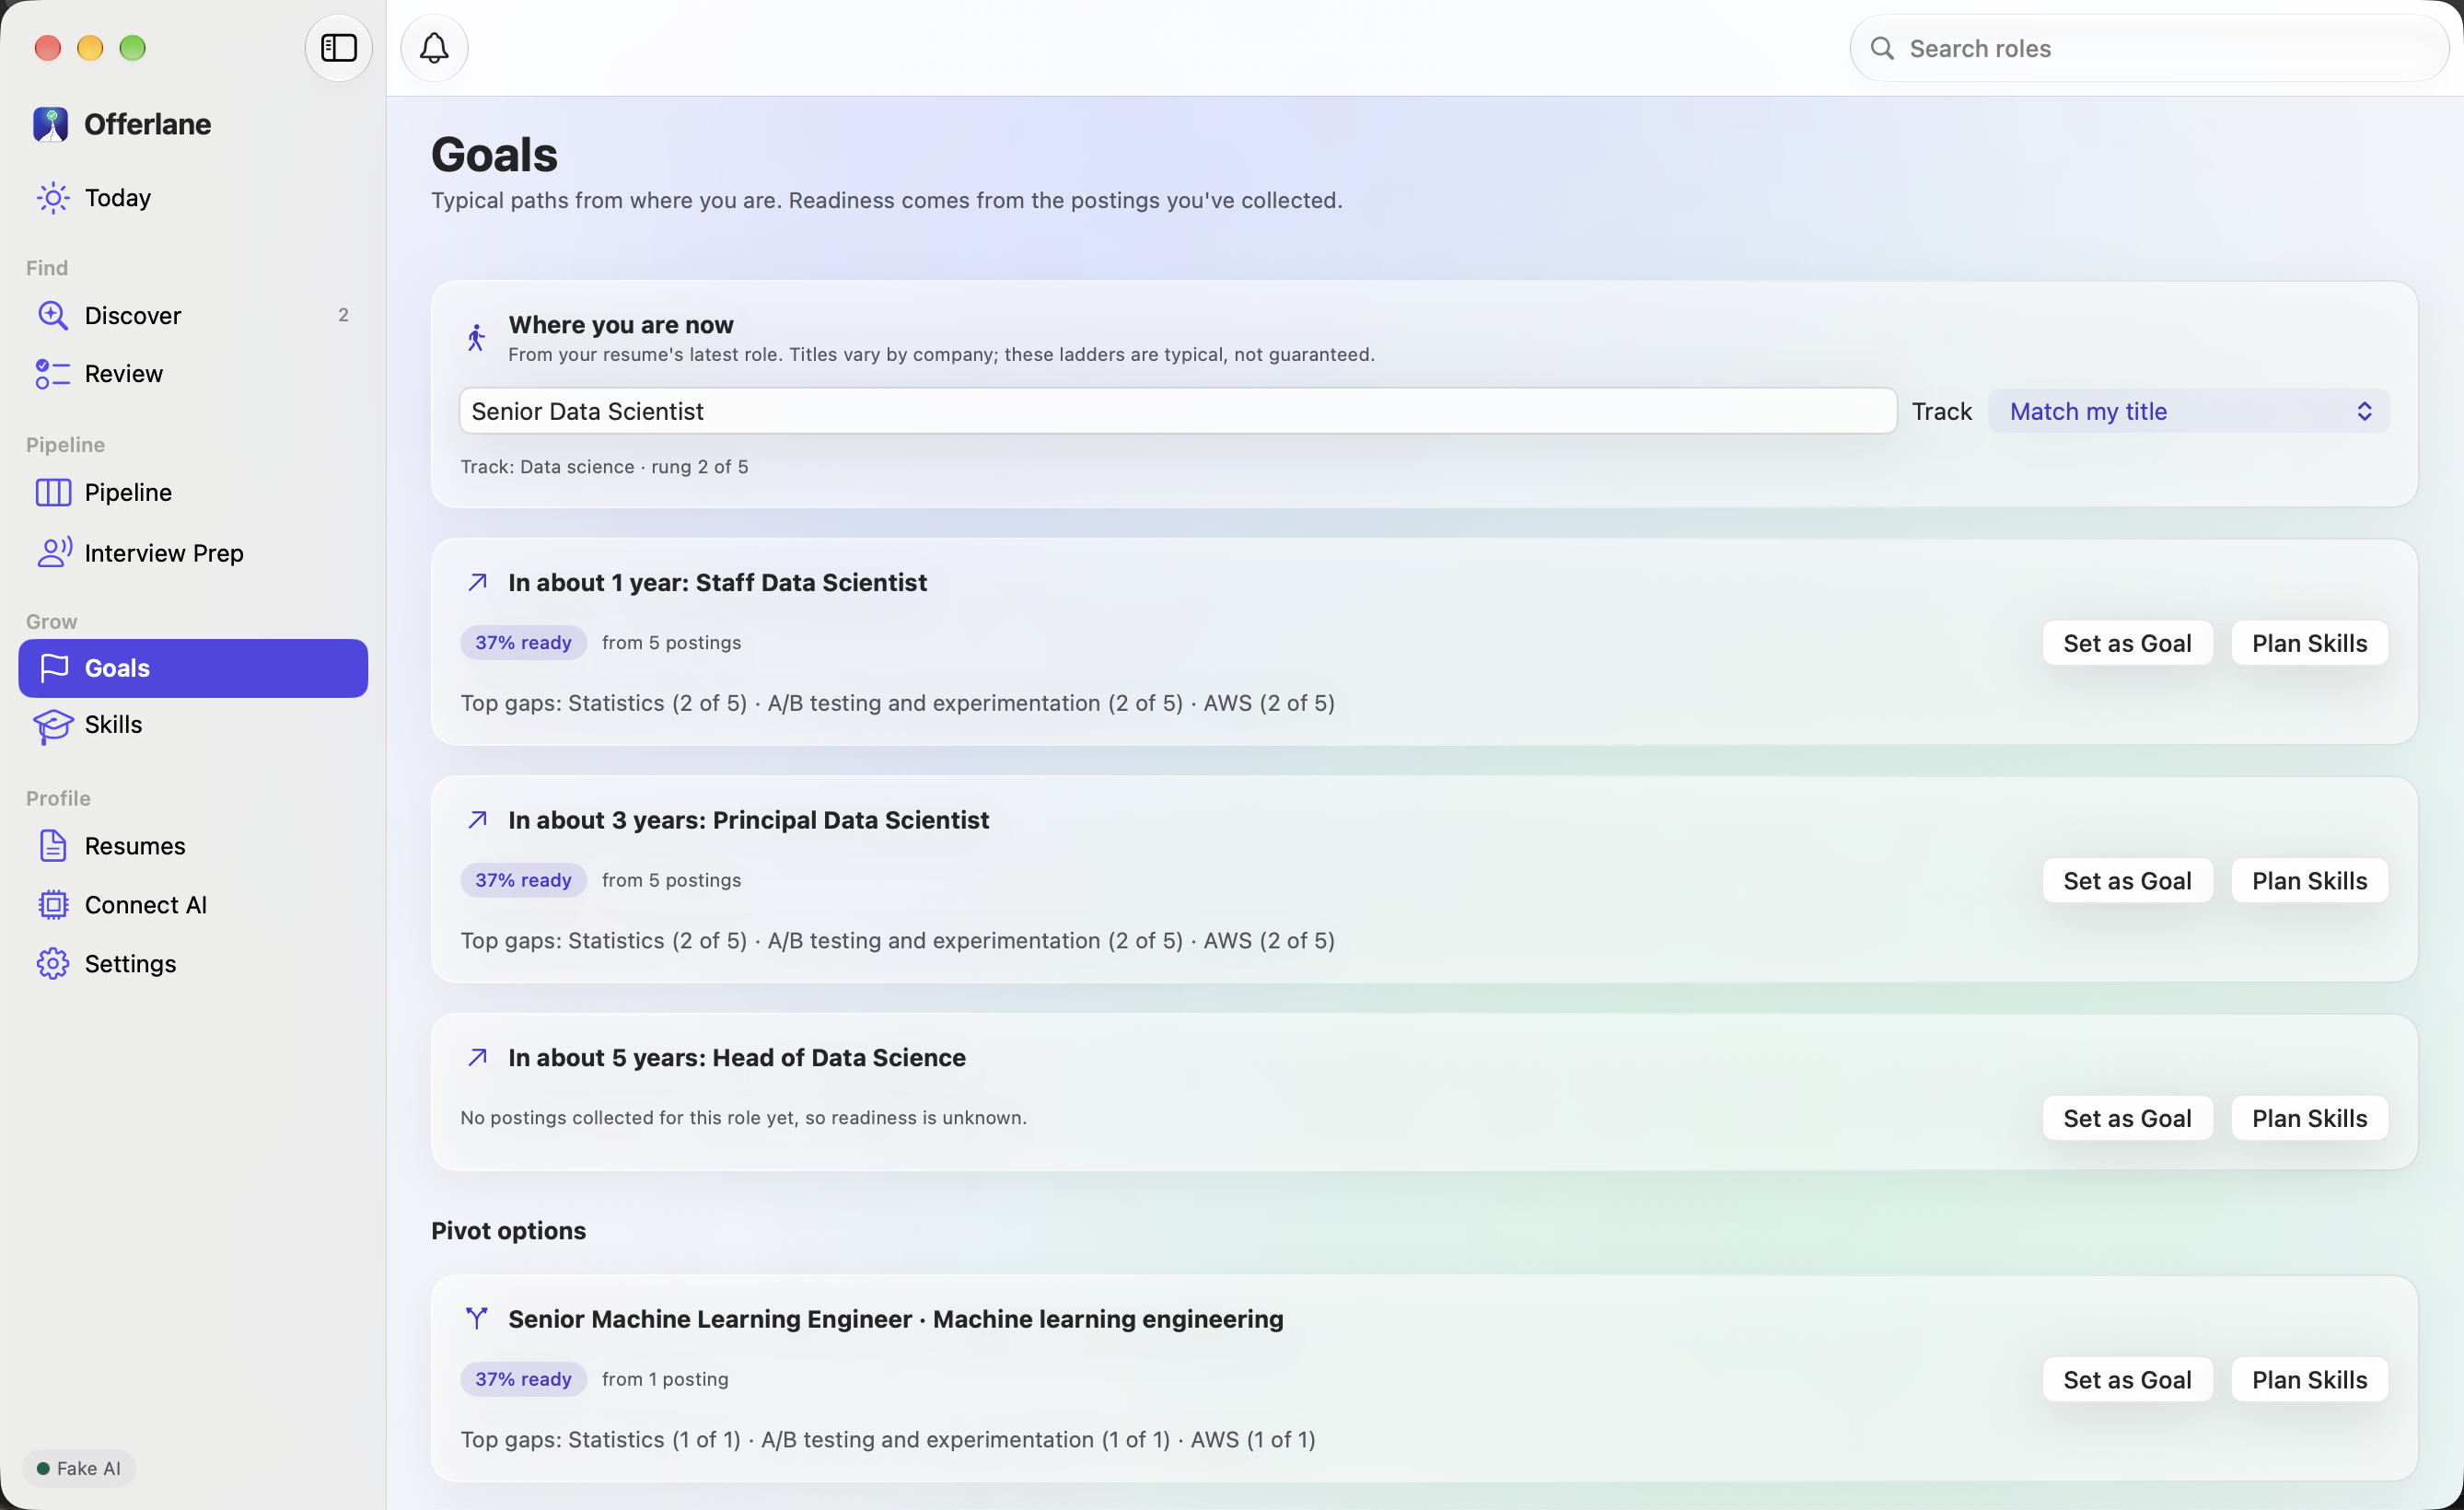 Search roles
Offerlane
Today
Find
Discover 2
Review
Pipeline
Pipeline
Interview Prep
Grow
Goals
Skills
Profile
Resumes
Connect AI
Settings
Fake AI
Goals
Typical paths from where you are. Readiness comes from the postings you've collected.
Where you are now
From your resume's latest role. Titles vary by company; these ladders are typical, not guaranteed.
Senior Data Scientist Track Match my title
Track: Data science · rung 2 of 5
In about 1 year: Staff Data Scientist
37% ready from 5 postings Set as Goal Plan Skills
Top gaps: Statistics (2 of 5) · A/B testing and experimentation (2 of 5) · AWS (2 of 5)
In about 3 years: Principal Data Scientist
37% ready from 5 postings Set as Goal Plan Skills
Top gaps: Statistics (2 of 5) · A/B testing and experimentation (2 of 5) · AWS (2 of 5)
In about 5 years: Head of Data Science
No postings collected for this role yet, so readiness is unknown. Set as Goal Plan Skills
Pivot options
Senior Machine Learning Engineer · Machine learning engineering
37% ready from 1 posting Set as Goal Plan Skills
Top gaps: Statistics (1 of 1) · A/B testing and experimentation (1 of 1) · AWS (1 of 1)